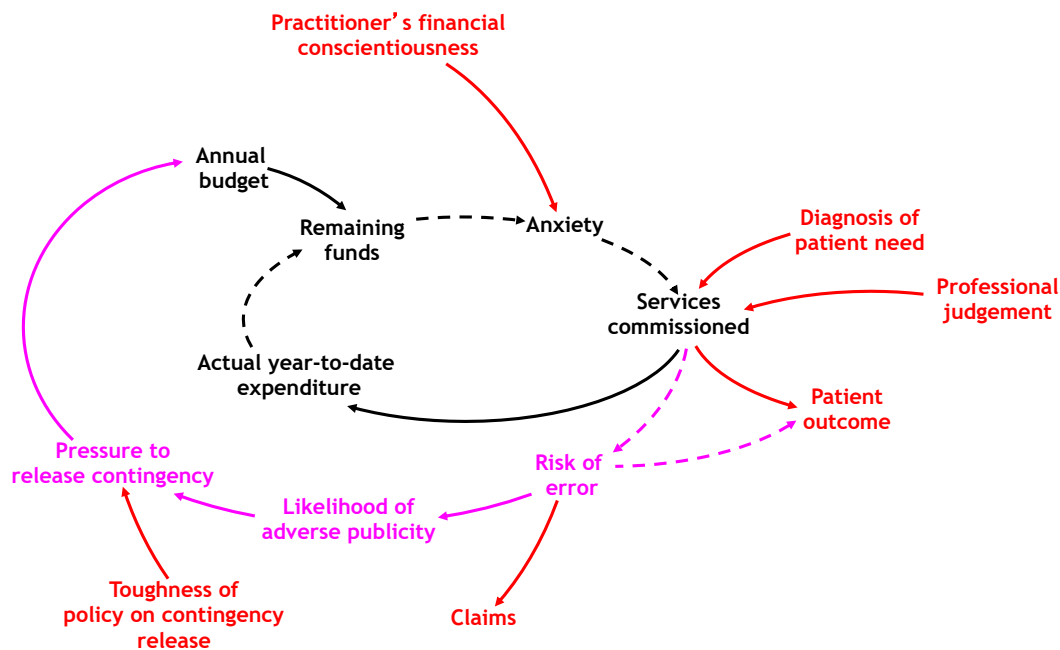 Practitioner’s financial
conscientiousness
Annual
budget
Remaining
funds
Anxiety
Diagnosis of
patient need
Professional
judgement
Services
commissioned
Actual year-to-date
expenditure
Patient
outcome
Pressure to
release contingency
Risk of
error
Likelihood of
adverse publicity
Toughness of
policy on contingency
release
Claims